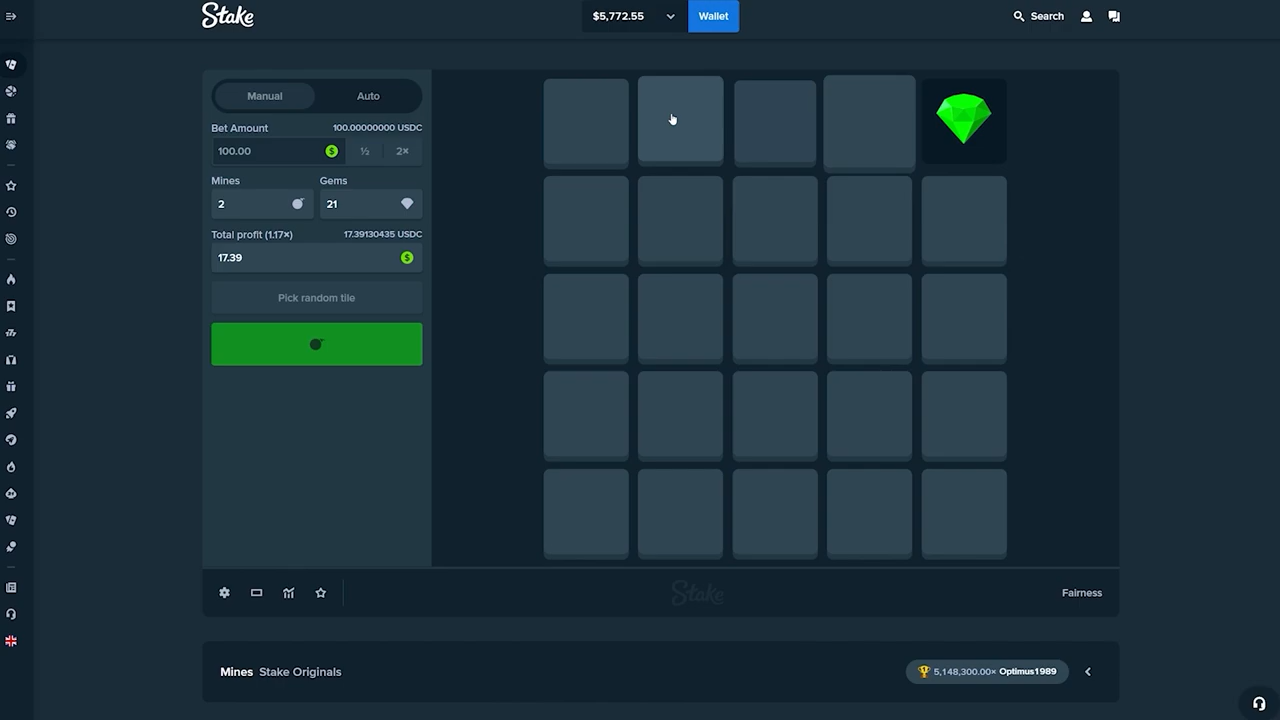 Stake
$5,772.55
Wallet
Search
Manual
Auto
Bet Amount
100.00000000 USDC
100.00
½
2×
Mines
Gems
2
21
Total profit (1.17×)
17.39130435 USDC
17.39
Pick random tile
Stake
Fairness
Mines Stake Originals
5,148,300.00× Optimus1989